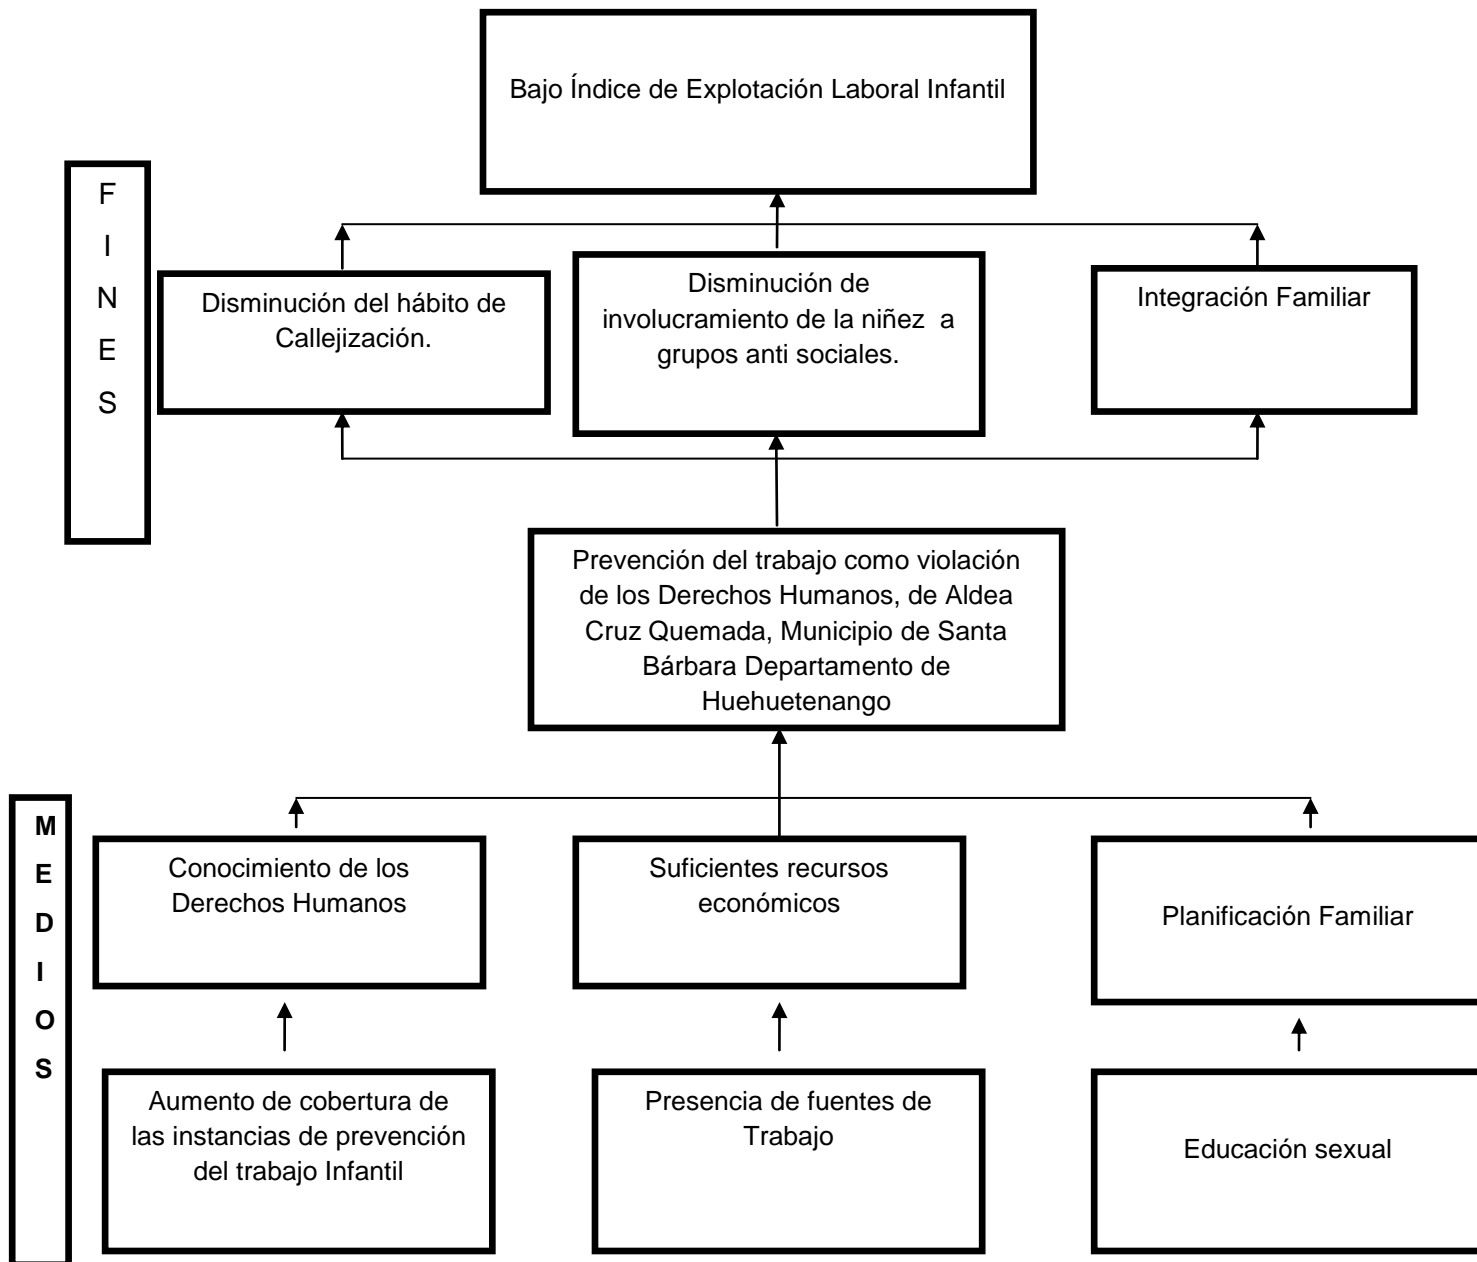 Bajo Índice de Explotación Laboral Infantil
F
I
N
E
S
Disminución del hábito de
Callejización.
Disminución de
involucramiento de la niñez  a
grupos anti sociales.
Integración Familiar
Prevención del trabajo como violación
de los Derechos Humanos, de Aldea
Cruz Quemada, Municipio de Santa
Bárbara Departamento de
Huehuetenango
M
E
D
I
O
S
Conocimiento de los
Derechos Humanos
Suficientes recursos
económicos
Planificación Familiar
Aumento de cobertura de
las instancias de prevención
del trabajo Infantil
Presencia de fuentes de
Trabajo
Educación sexual